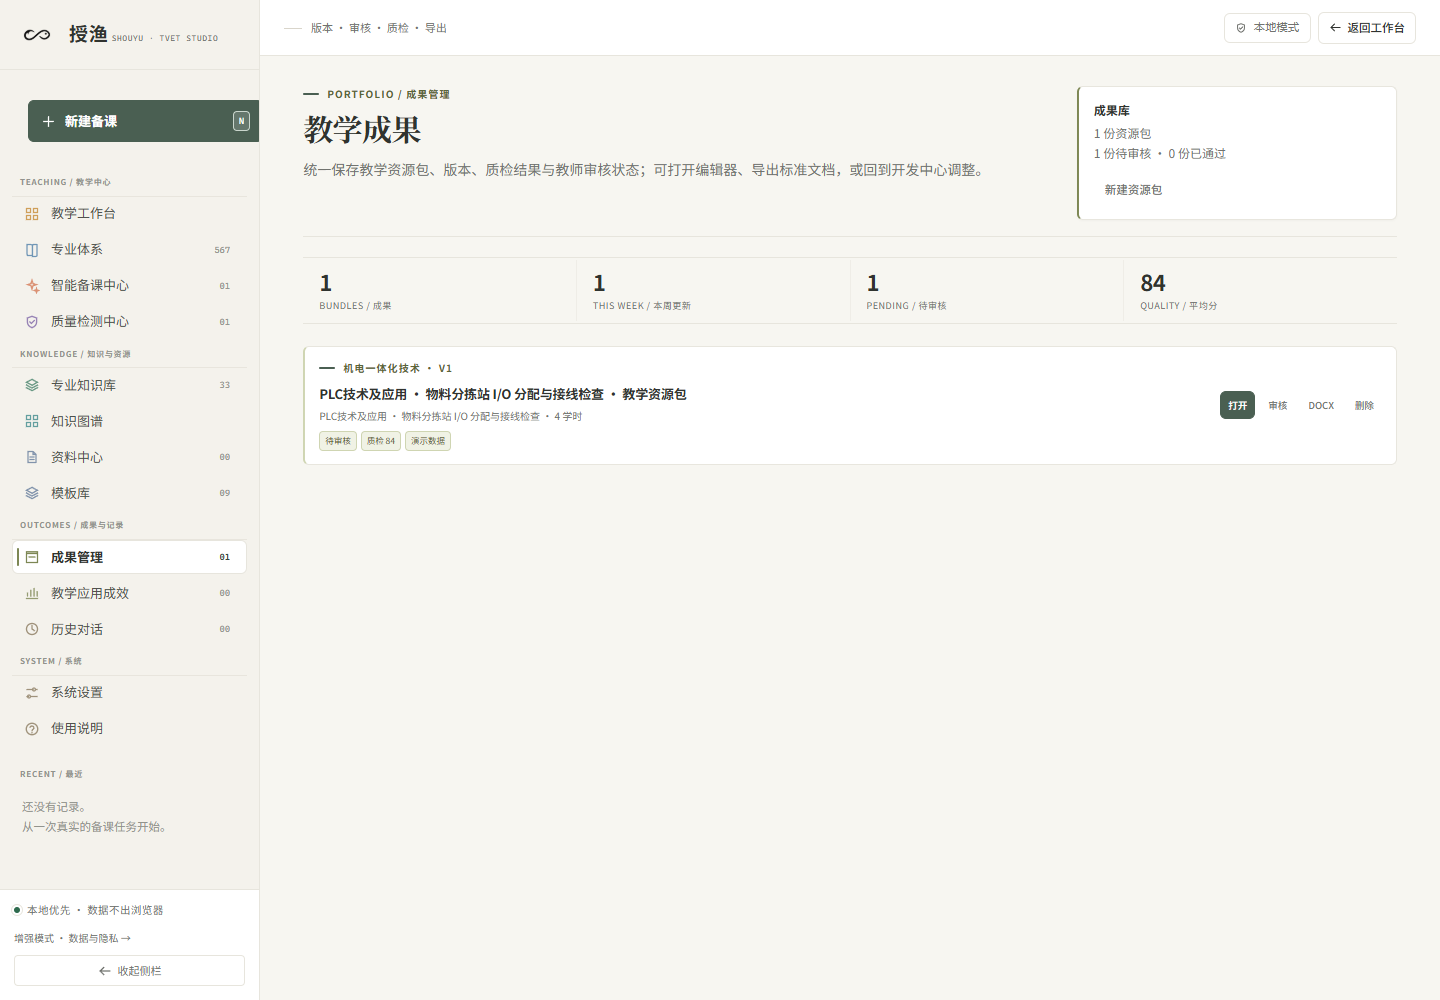 授渔 SHOUYU · TVET STUDIO
新建备课 N
TEACHING / 教学中心
教学工作台
专业体系 567
智能备课中心 01
质量检测中心 01
KNOWLEDGE / 知识与资源
专业知识库 33
知识图谱
资料中心 00
模板库 09
OUTCOMES / 成果与记录
成果管理 01
教学应用成效 00
历史对话 00
SYSTEM / 系统
系统设置
使用说明
RECENT / 最近
还没有记录。
从一次真实的备课任务开始。
本地优先 · 数据不出浏览器
增强模式 · 数据与隐私 →
← 收起侧栏
版本 · 审核 · 质检 · 导出
本地模式
← 返回工作台
PORTFOLIO / 成果管理
教学成果
统一保存教学资源包、版本、质检结果与教师审核状态；可打开编辑器、导出标准文档，或回到开发中心调整。
成果库
1 份资源包
1 份待审核 · 0 份已通过
新建资源包
1
BUNDLES / 成果
1
THIS WEEK / 本周更新
1
PENDING / 待审核
84
QUALITY / 平均分
机电一体化技术 · V1
PLC技术及应用 · 物料分拣站 I/O 分配与接线检查 · 教学资源包
PLC技术及应用 · 物料分拣站 I/O 分配与接线检查 · 4 学时
待审核 质检 84 演示数据
打开 审核 DOCX 删除